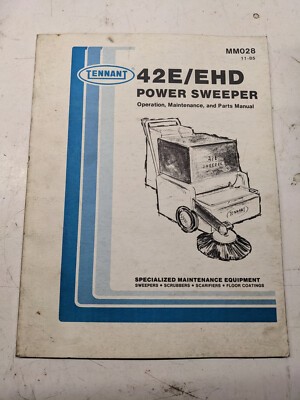 MM028
11-85
TENNANT
42E/EHD
POWER SWEEPER
Operation, Maintenance, and Parts Manual
TENNANT
SPECIALIZED MAINTENANCE EQUIPMENT
SWEEPERS • SCRUBBERS • SCARIFIERS • FLOOR COATINGS